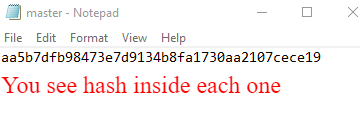 master - Notepad
File Edit Format View Help
aa5b7dfb98473e7d9134b8fa1730aa2107cece19
You see hash inside each one